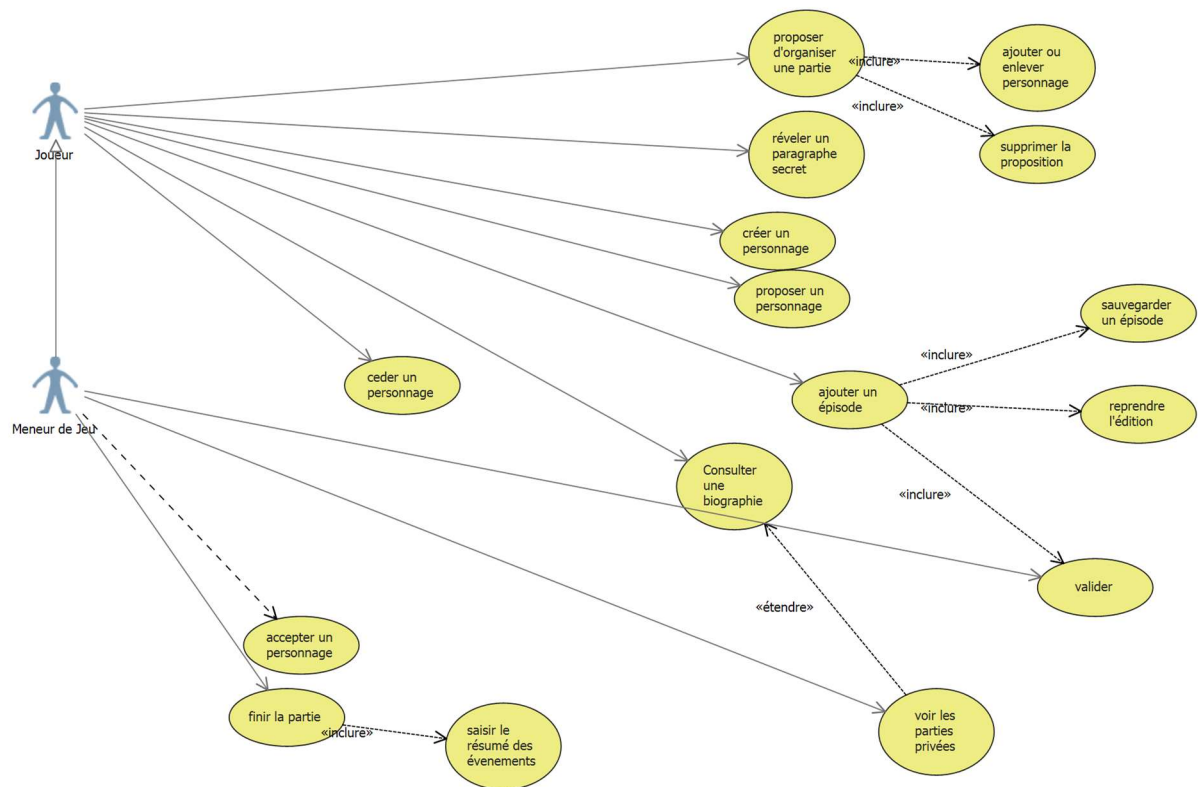 proposer
d'organiser
une partie
«inclure»
ajouter ou
enlever
personnage
«inclure»
supprimer la
proposition
Joueur
réveler un
paragraphe
secret
créer un
personnage
proposer un
personnage
sauvegarder
un épisode
«inclure»
ceder un
personnage
ajouter un
épisode
«inclure»
reprendre
l'édition
Meneur de Jeu
Consulter
une
biographie
«inclure»
valider
«étendre»
accepter un
personnage
finir la partie
«inclure»
saisir le
résumé des
évenements
voir les
parties
privées